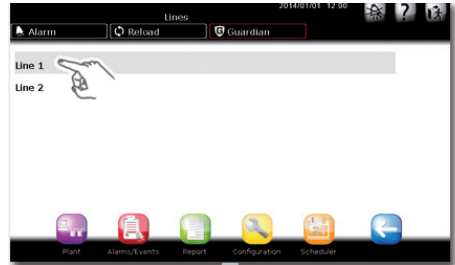 2014/01/01 12:00
Lines
?
Alarm
Reload
Guardian
Line 1
Line 2
Plant
Alarms/Events
Report
Configuration
Scheduler